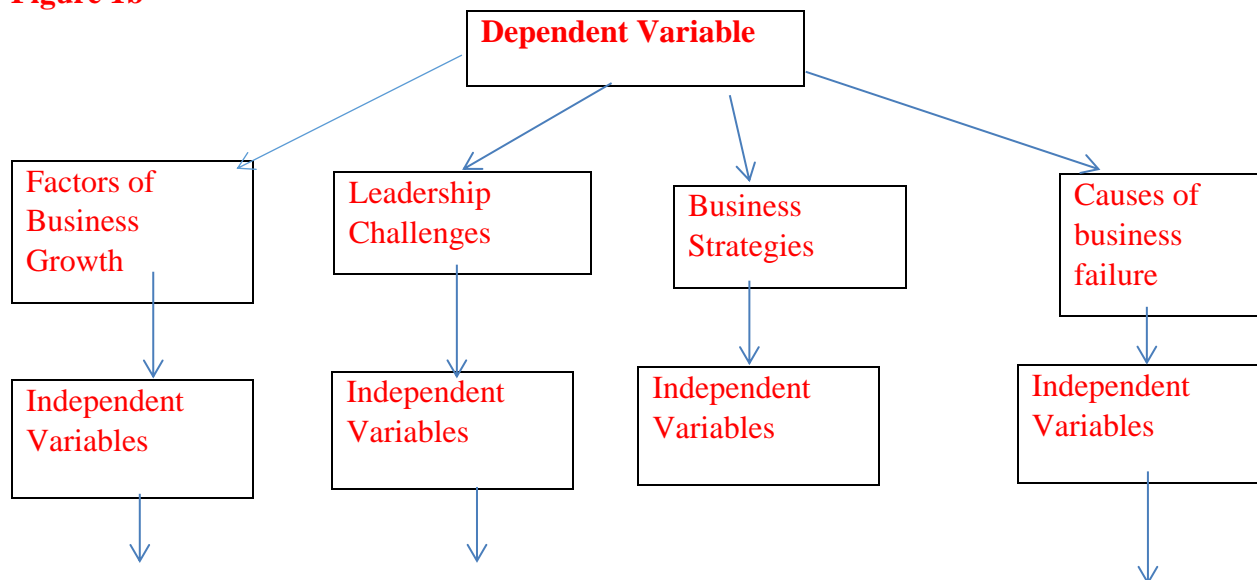 Figure 1b
Dependent Variable
Factors of
Business
Growth
Leadership
Challenges
Business
Strategies
Causes of
business
failure
Independent
Variables
Independent
Variables
Independent
Variables
Independent
Variables